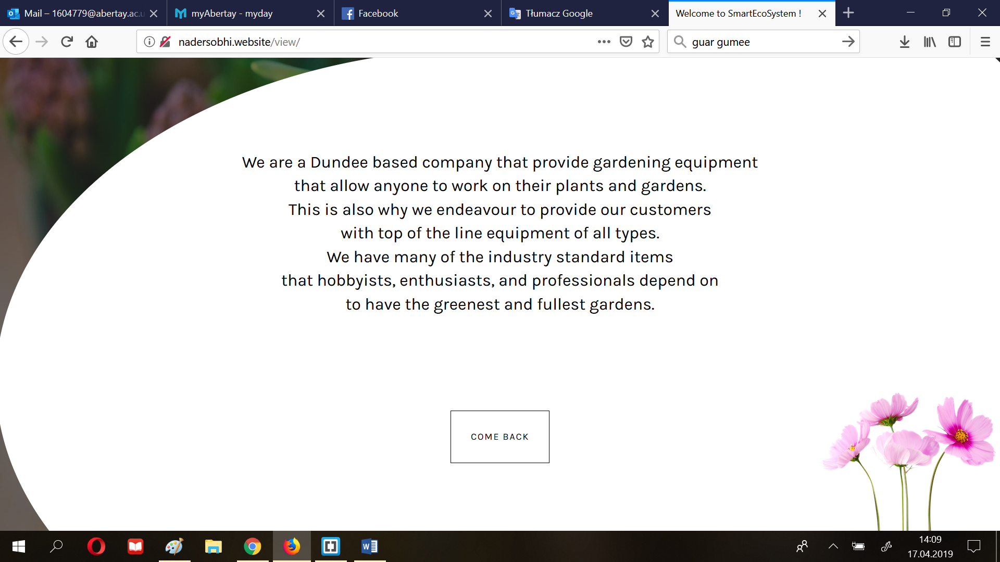 Mail – 1604779@abertay.ac.u
myAbertay - myday
Facebook
Tłumacz Google
Welcome to SmartEcoSystem !
nadersobhi.website/view/
guar gumee
We are a Dundee based company that provide gardening equipment
that allow anyone to work on their plants and gardens.
This is also why we endeavour to provide our customers
with top of the line equipment of all types.
We have many of the industry standard items
that hobbyists, enthusiasts, and professionals depend on
to have the greenest and fullest gardens.
COME BACK
14:09
17.04.2019